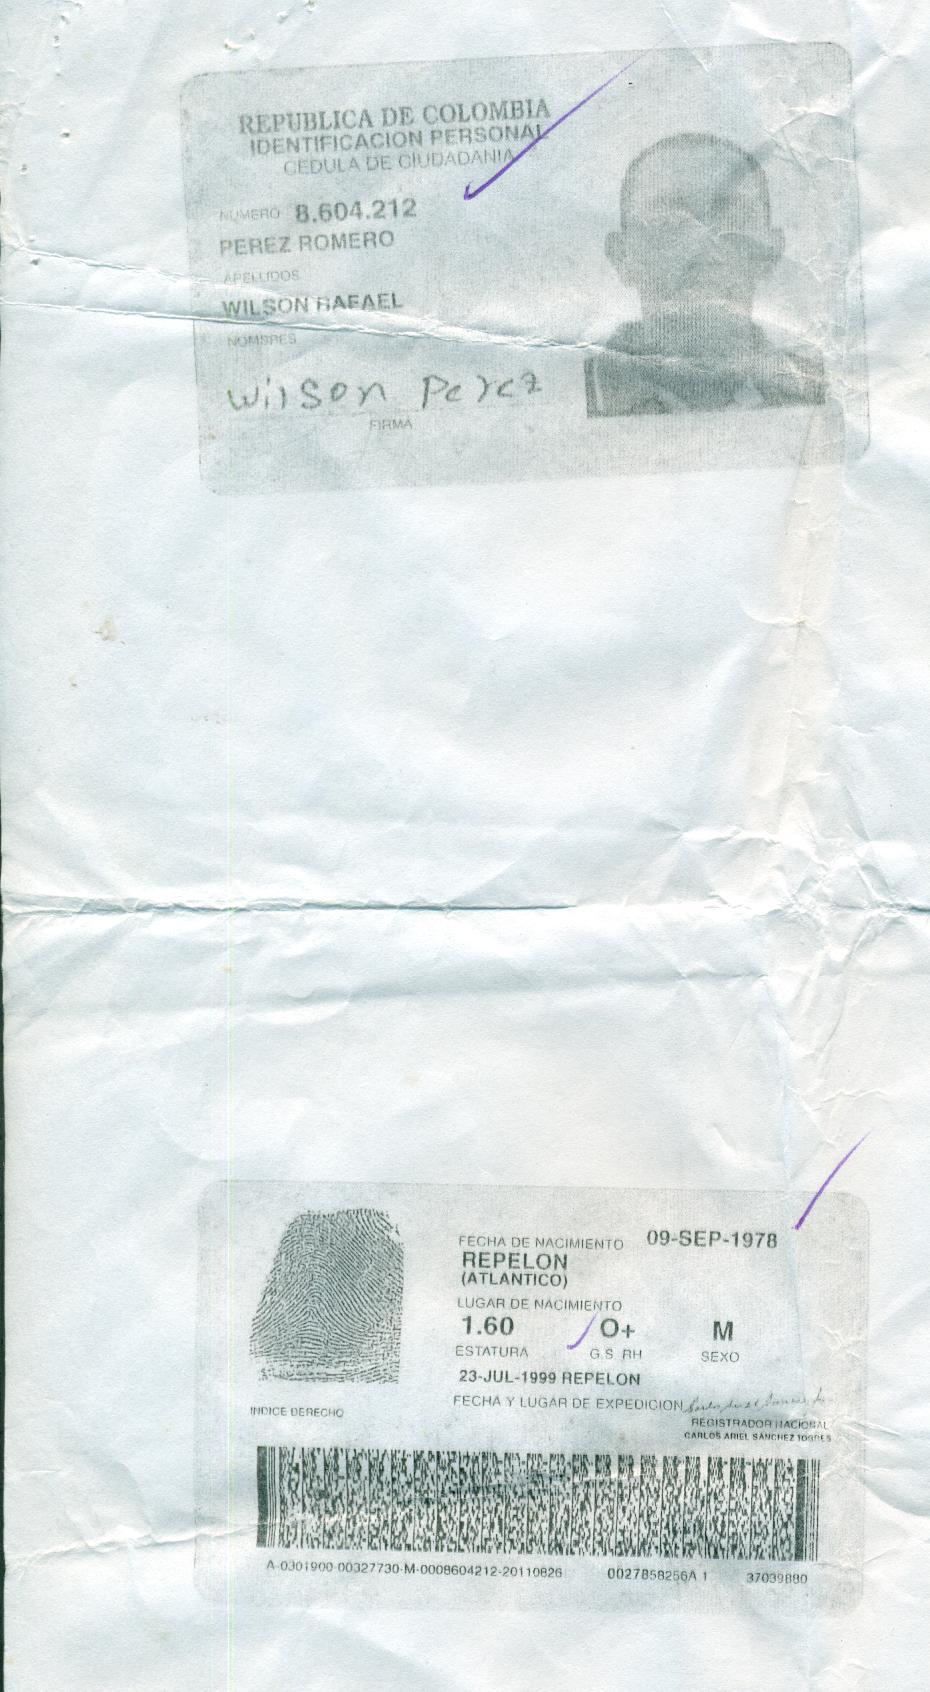 REPUBLICA DE COLOMBIA
IDENTIFICACION PERSONAL
CEDULA DE CIUDADANIA
NUMERO 8.604.212
PEREZ ROMERO
APELLIDOS
WILSON RAFAEL
NOMBRES
Wilson Perez
FIRMA
FECHA DE NACIMIENTO 09-SEP-1978
REPELON
(ATLANTICO)
LUGAR DE NACIMIENTO
1.60 O+ M
ESTATURA G.S. RH SEXO
23-JUL-1999 REPELON
FECHA Y LUGAR DE EXPEDICION
INDICE DERECHO
REGISTRADOR NACIONAL
CARLOS ARIEL SANCHEZ TORRES
A-0301900-00327730-M-0008604212-20110826 0027858256A 1 37039880